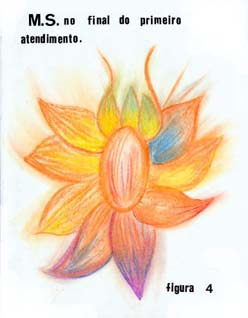 M.S. no final do primeiro
atendimento.
figura 4